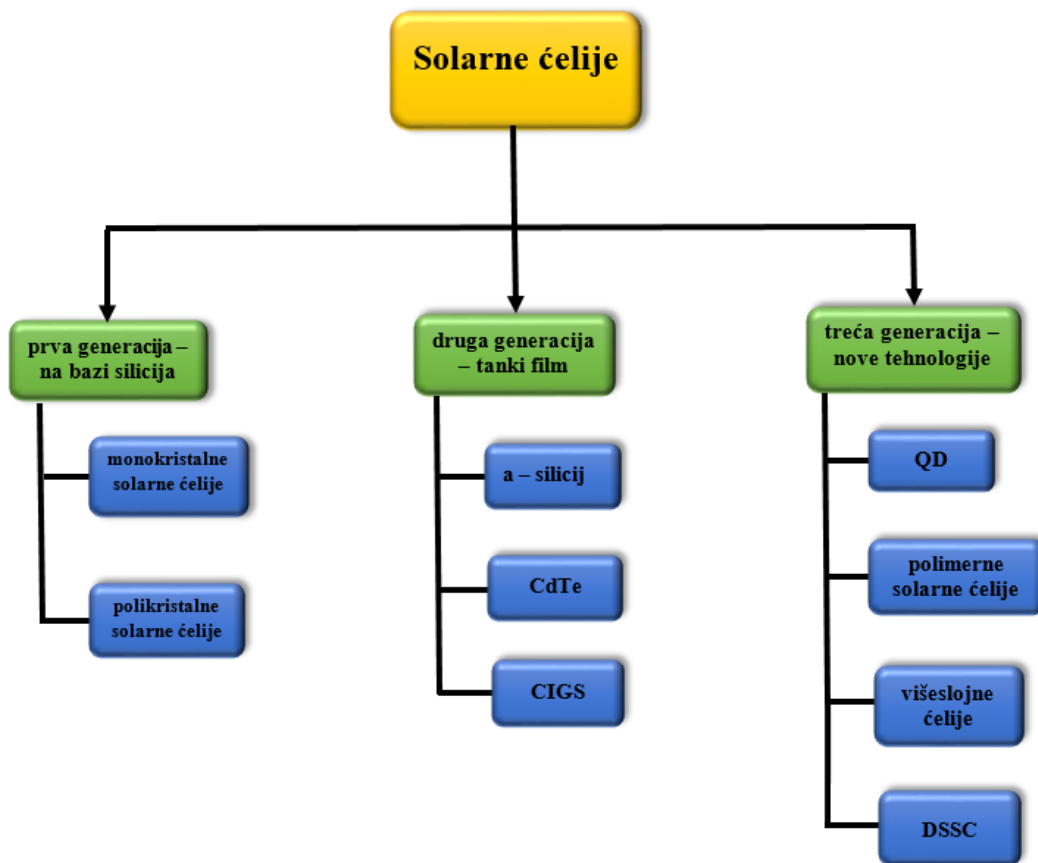 Solarne ćelije
prva generacija –
na bazi silicija
monokristalne
solarne ćelije
polikristalne
solarne ćelije
druga generacija
– tanki film
a – silicij
CdTe
CIGS
treća generacija –
nove tehnologije
QD
polimerne
solarne ćelije
višeslojne
ćelije
DSSC